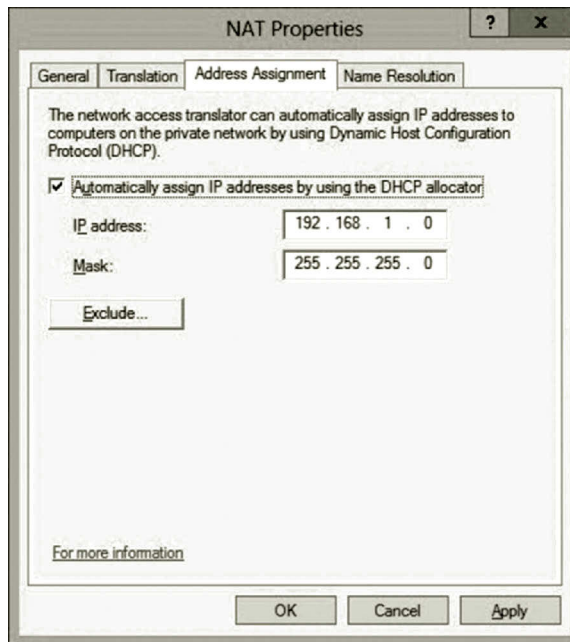 NAT Properties
? x
General Translation Address Assignment Name Resolution
The network access translator can automatically assign IP addresses to
computers on the private network by using Dynamic Host Configuration
Protocol (DHCP).
Automatically assign IP addresses by using the DHCP allocator
IP address: 192 . 168 . 1 . 0
Mask: 255 . 255 . 255 . 0
Exclude...
For more information
OK Cancel Apply